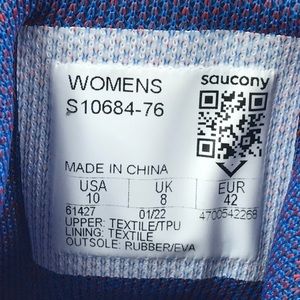 WOMENS
saucony
S10684-76
MADE IN CHINA
USA UK EUR
10 8 42
61427 01/22 4700542268
UPPER: TEXTILE/TPU
LINING: TEXTILE
OUTSOLE: RUBBER/EVA